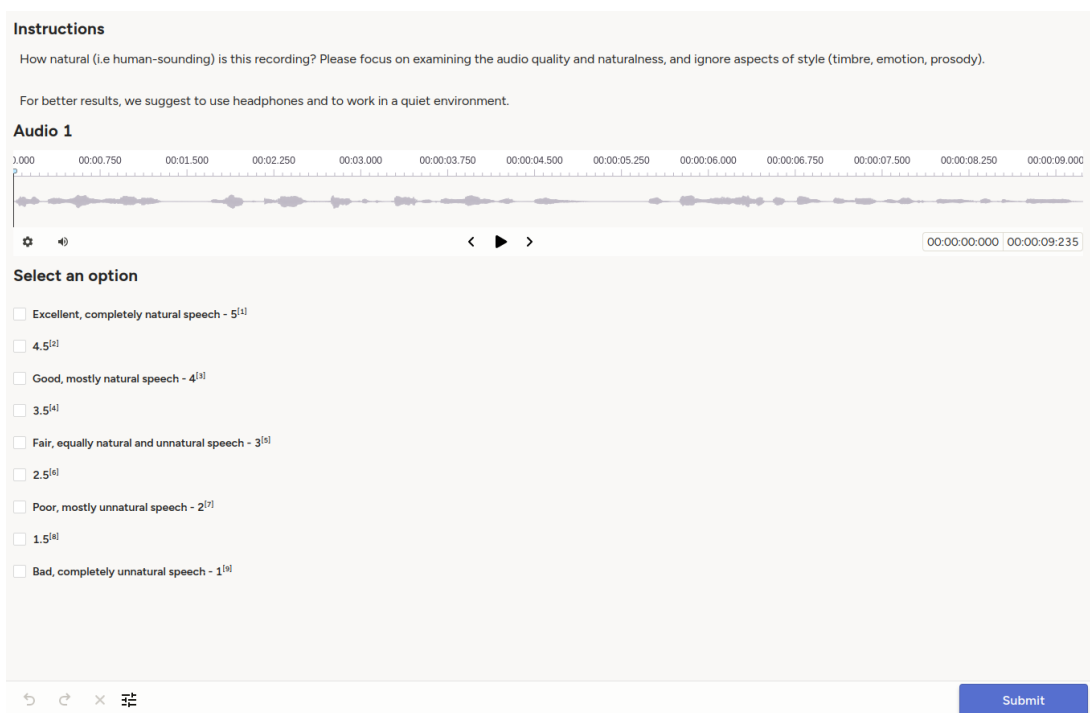 Instructions
How natural (i.e human-sounding) is this recording? Please focus on examining the audio quality and naturalness, and ignore aspects of style (timbre, emotion, prosody).
For better results, we suggest to use headphones and to work in a quiet environment.
Audio 1
0.000 00:00.750 00:01.500 00:02.250 00:03.000 00:00:03.750 00:00:04.500 00:00:05.250 00:00:06.000 00:00:06.750 00:00:07.500 00:00:08.250 00:00:09.000
00:00:00:000 00:00:09:235
Select an option
Excellent, completely natural speech - 5[1]
4.5[2]
Good, mostly natural speech - 4[3]
3.5[4]
Fair, equally natural and unnatural speech - 3[5]
2.5[6]
Poor, mostly unnatural speech - 2[7]
1.5[8]
Bad, completely unnatural speech - 1[9]
Submit